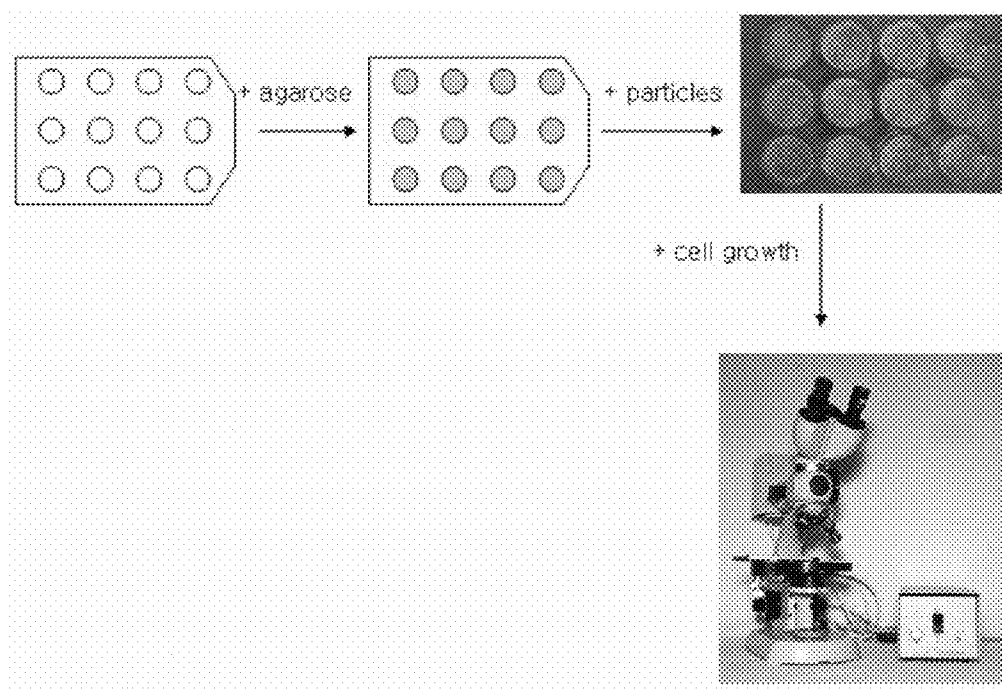 + agarose
+ particles
+ cell growth